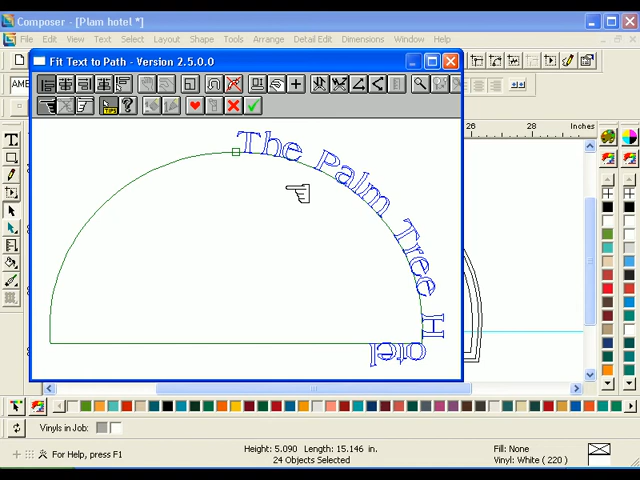 Composer - [Plam hotel *]
File Edit View Text Select Layout Shape Tools Arrange Detail Edit Dimensions Window Help
Fit Text to Path - Version 2.5.0.0
TIPS
AME
26 28 Inches
The Palm Tree Hotel
Vinyls in Job:
For Help, press F1
Height: 5.090 Length: 15.146 in.
24 Objects Selected
Fill: None
Vinyl: White ( 220 )